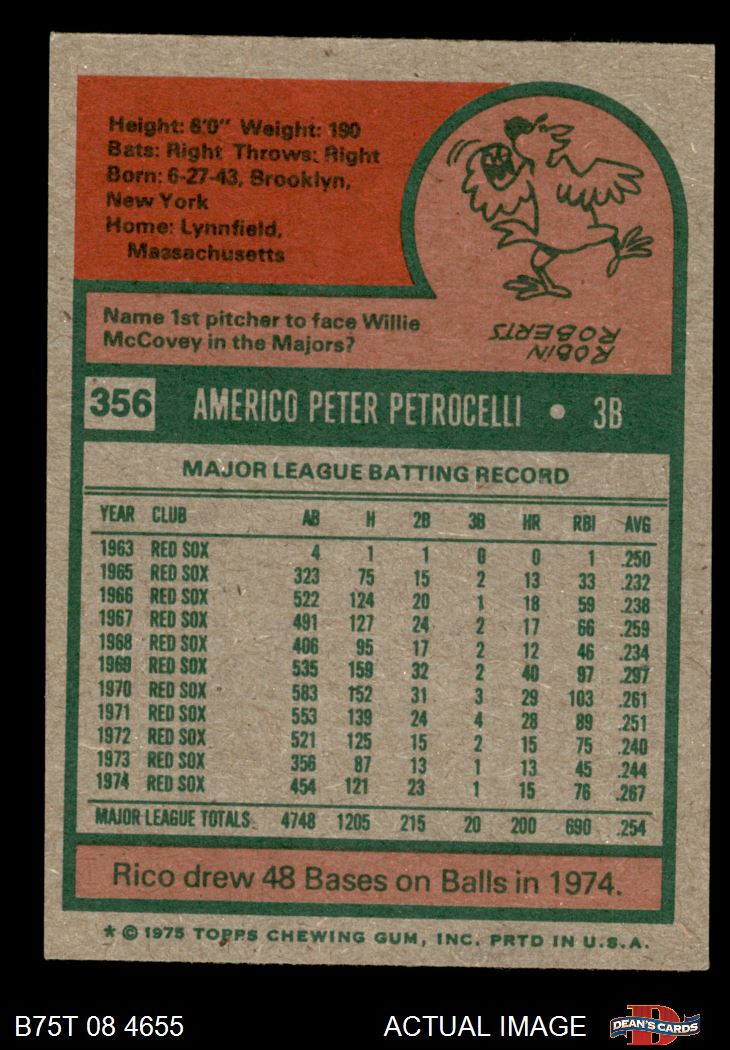 Height: 6'0" Weight: 190
Bats: Right Throws: Right
Born: 6-27-43, Brooklyn,
New York
Home: Lynnfield,
Massachusetts
Name 1st pitcher to face Willie
McCovey in the Majors?
ROBIN
ROBERTS
356 AMERICO PETER PETROCELLI • 3B
MAJOR LEAGUE BATTING RECORD
YEAR CLUB AB H 2B 3B HR RBI AVG
1963 RED SOX 4 1 1 0 0 1 .250
1965 RED SOX 323 75 15 2 13 33 .232
1966 RED SOX 522 124 20 1 18 59 .238
1967 RED SOX 491 127 24 2 17 66 .259
1968 RED SOX 406 95 17 2 12 46 .234
1969 RED SOX 535 159 32 2 40 97 .297
1970 RED SOX 583 152 31 3 29 103 .261
1971 RED SOX 553 139 24 4 28 89 .251
1972 RED SOX 521 125 15 2 15 75 .240
1973 RED SOX 356 87 13 1 13 45 .244
1974 RED SOX 454 121 23 1 15 76 .267
MAJOR LEAGUE TOTALS 4748 1205 215 20 200 690 .254
Rico drew 48 Bases on Balls in 1974.
* © 1975 TOPPS CHEWING GUM, INC. PRTD IN U.S.A.
B75T 08 4655 ACTUAL IMAGE DEAN'S CARDS